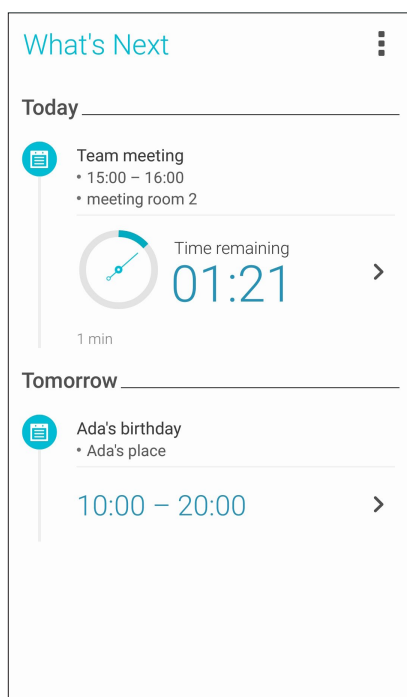 What's Next
Today
Team meeting
• 15:00 – 16:00
• meeting room 2
Time remaining
01:21
1 min
Tomorrow
Ada's birthday
• Ada's place
10:00 – 20:00